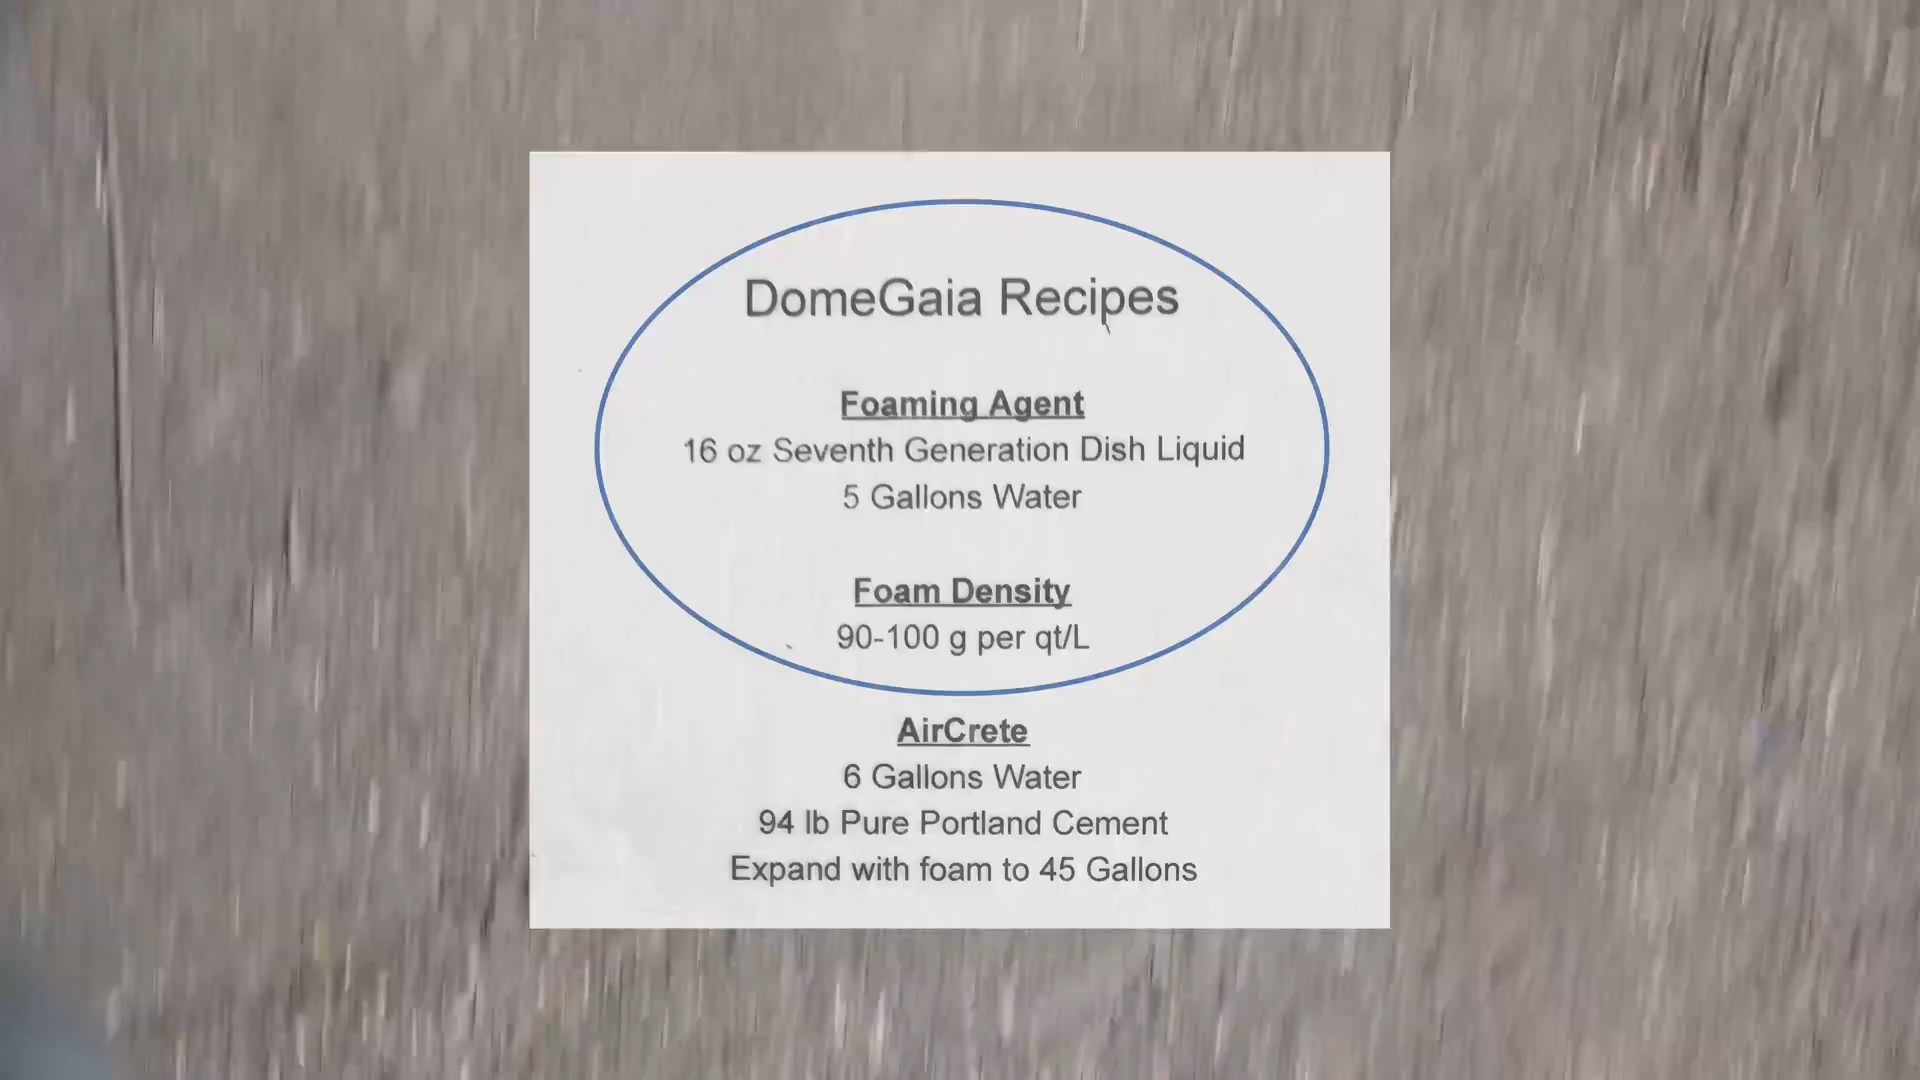 DomeGaia Recipes
Foaming Agent
16 oz Seventh Generation Dish Liquid
5 Gallons Water
Foam Density
90-100 g per qt/L
AirCrete
6 Gallons Water
94 lb Pure Portland Cement
Expand with foam to 45 Gallons